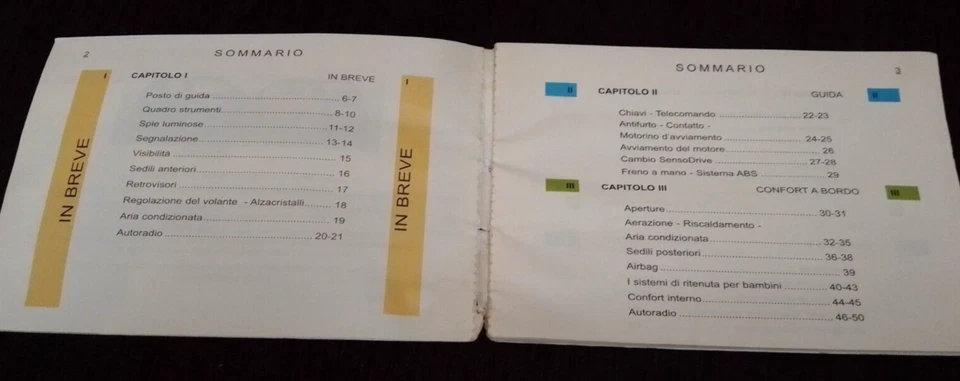 2
SOMMARIO
I
CAPITOLO I IN BREVE
I
IN BREVE
Posto di guida 6-7
Quadro strumenti 8-10
Spie luminose 11-12
Segnalazione 13-14
Visibilità 15
Sedili anteriori 16
Retrovisori 17
Regolazione del volante - Alzacristalli 18
Aria condizionata 19
Autoradio 20-21
IN BREVE
SOMMARIO
3
II
CAPITOLO II GUIDA
II
Chiavi - Telecomando 22-23
Antifurto - Contatto -
Motorino d'avviamento 24-25
Avviamento del motore 26
Cambio SensoDrive 27-28
Freno a mano - Sistema ABS 29
III
CAPITOLO III CONFORT A BORDO
III
Aperture 30-31
Aerazione - Riscaldamento -
Aria condizionata 32-35
Sedili posteriori 36-38
Airbag 39
I sistemi di ritenuta per bambini 40-43
Confort interno 44-45
Autoradio 46-50